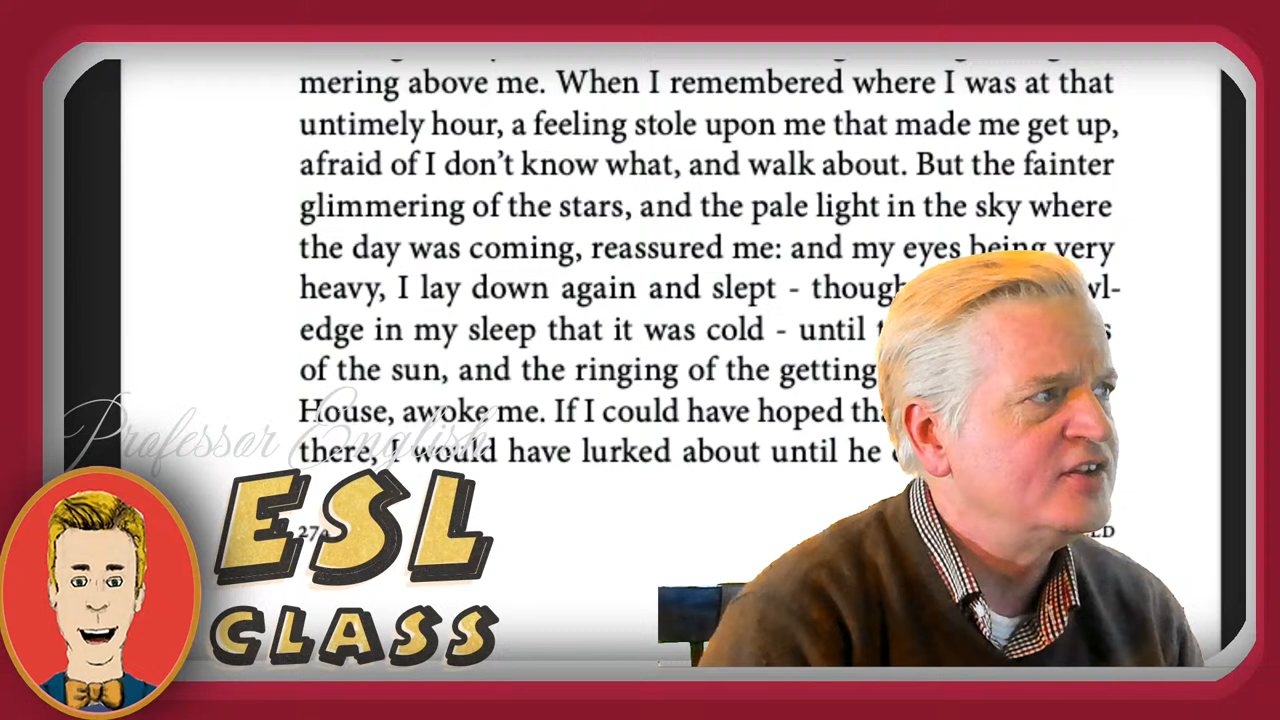 mering above me. When I remembered where I was at that
untimely hour, a feeling stole upon me that made me get up,
afraid of I don't know what, and walk about. But the fainter
glimmering of the stars, and the pale light in the sky where
the day was coming, reassured me: and my eyes being very
heavy, I lay down again and slept - though wl-
edge in my sleep that it was cold - until
of the sun, and the ringing of the getting
House, awoke me. If I could have hoped
there, I would have lurked about until he
Professor English
ESL
CLASS